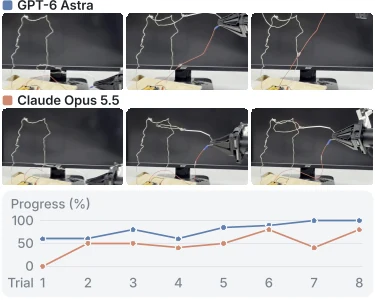 GPT-6 Astra
Claude Opus 5.5
Progress (%)
100
50
0
Trial 1 2 3 4 5 6 7 8